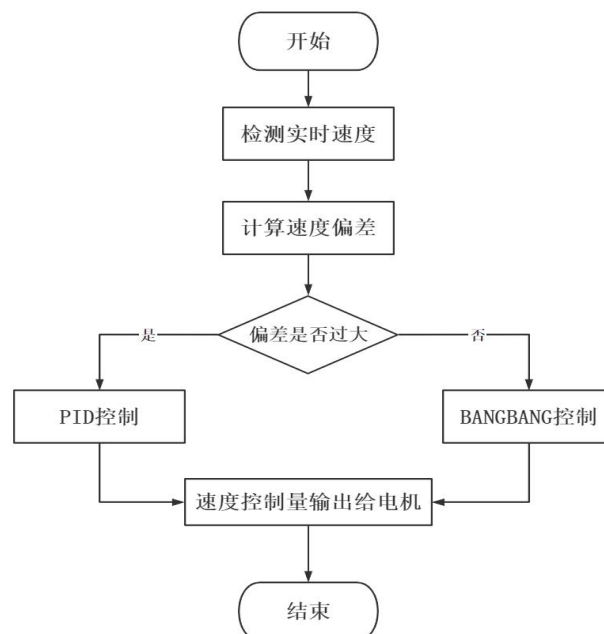 开始
检测实时速度
计算速度偏差
偏差是否过大
是
否
PID控制
BANGBANG控制
速度控制量输出给电机
结束